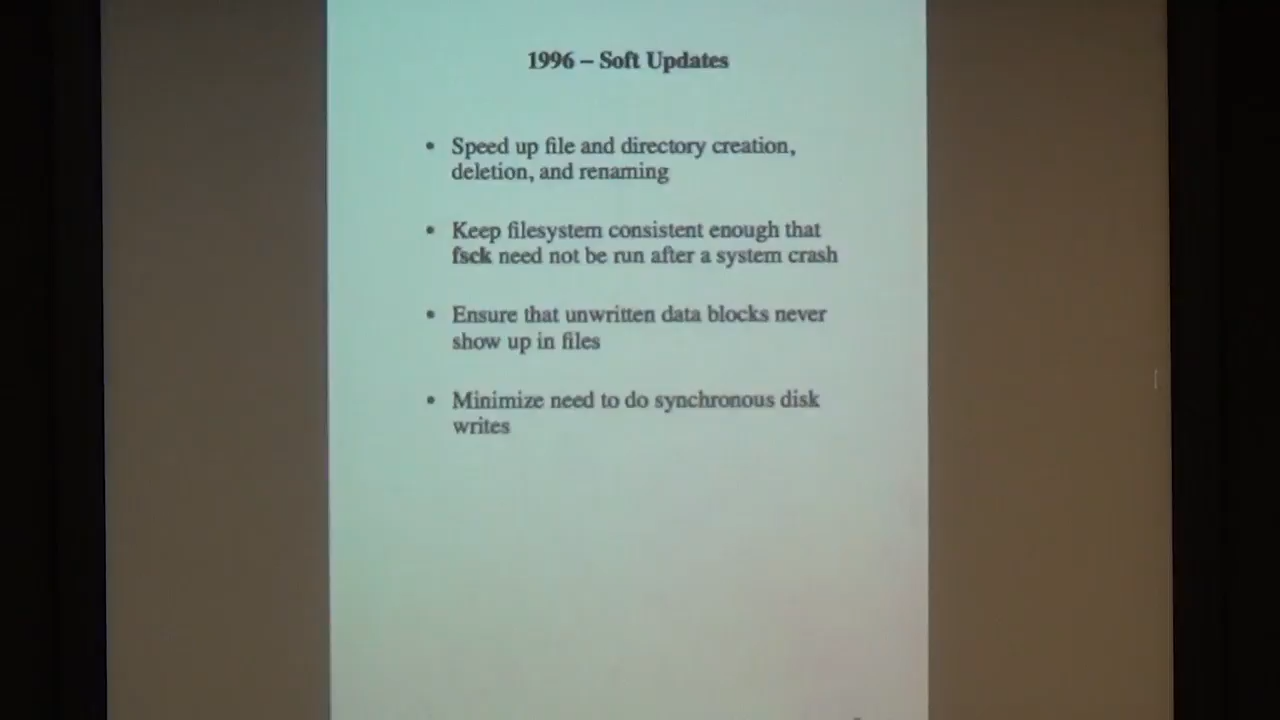 1996 – Soft Updates
• Speed up file and directory creation,
deletion, and renaming
• Keep filesystem consistent enough that
fsck need not be run after a system crash
• Ensure that unwritten data blocks never
show up in files
• Minimize need to do synchronous disk
writes